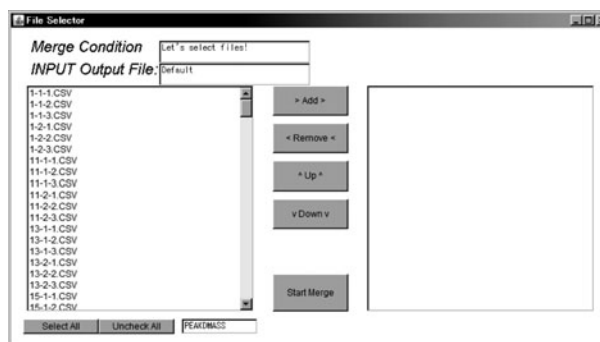 File Selector
Merge Condition Let's select files!
INPUT Output File: Default
1-1-1.CSV
1-1-2.CSV
1-1-3.CSV
1-2-1.CSV
1-2-2.CSV
1-2-3.CSV
11-1-1.CSV
11-1-2.CSV
11-1-3.CSV
11-2-1.CSV
11-2-2.CSV
11-2-3.CSV
13-1-1.CSV
13-1-2.CSV
13-1-3.CSV
13-2-1.CSV
13-2-2.CSV
13-2-3.CSV
15-1-1.CSV
15-1-2.CSV
> Add >
< Remove <
^ Up ^
v Down v
Start Merge
Select All Uncheck All PEAKDMASS